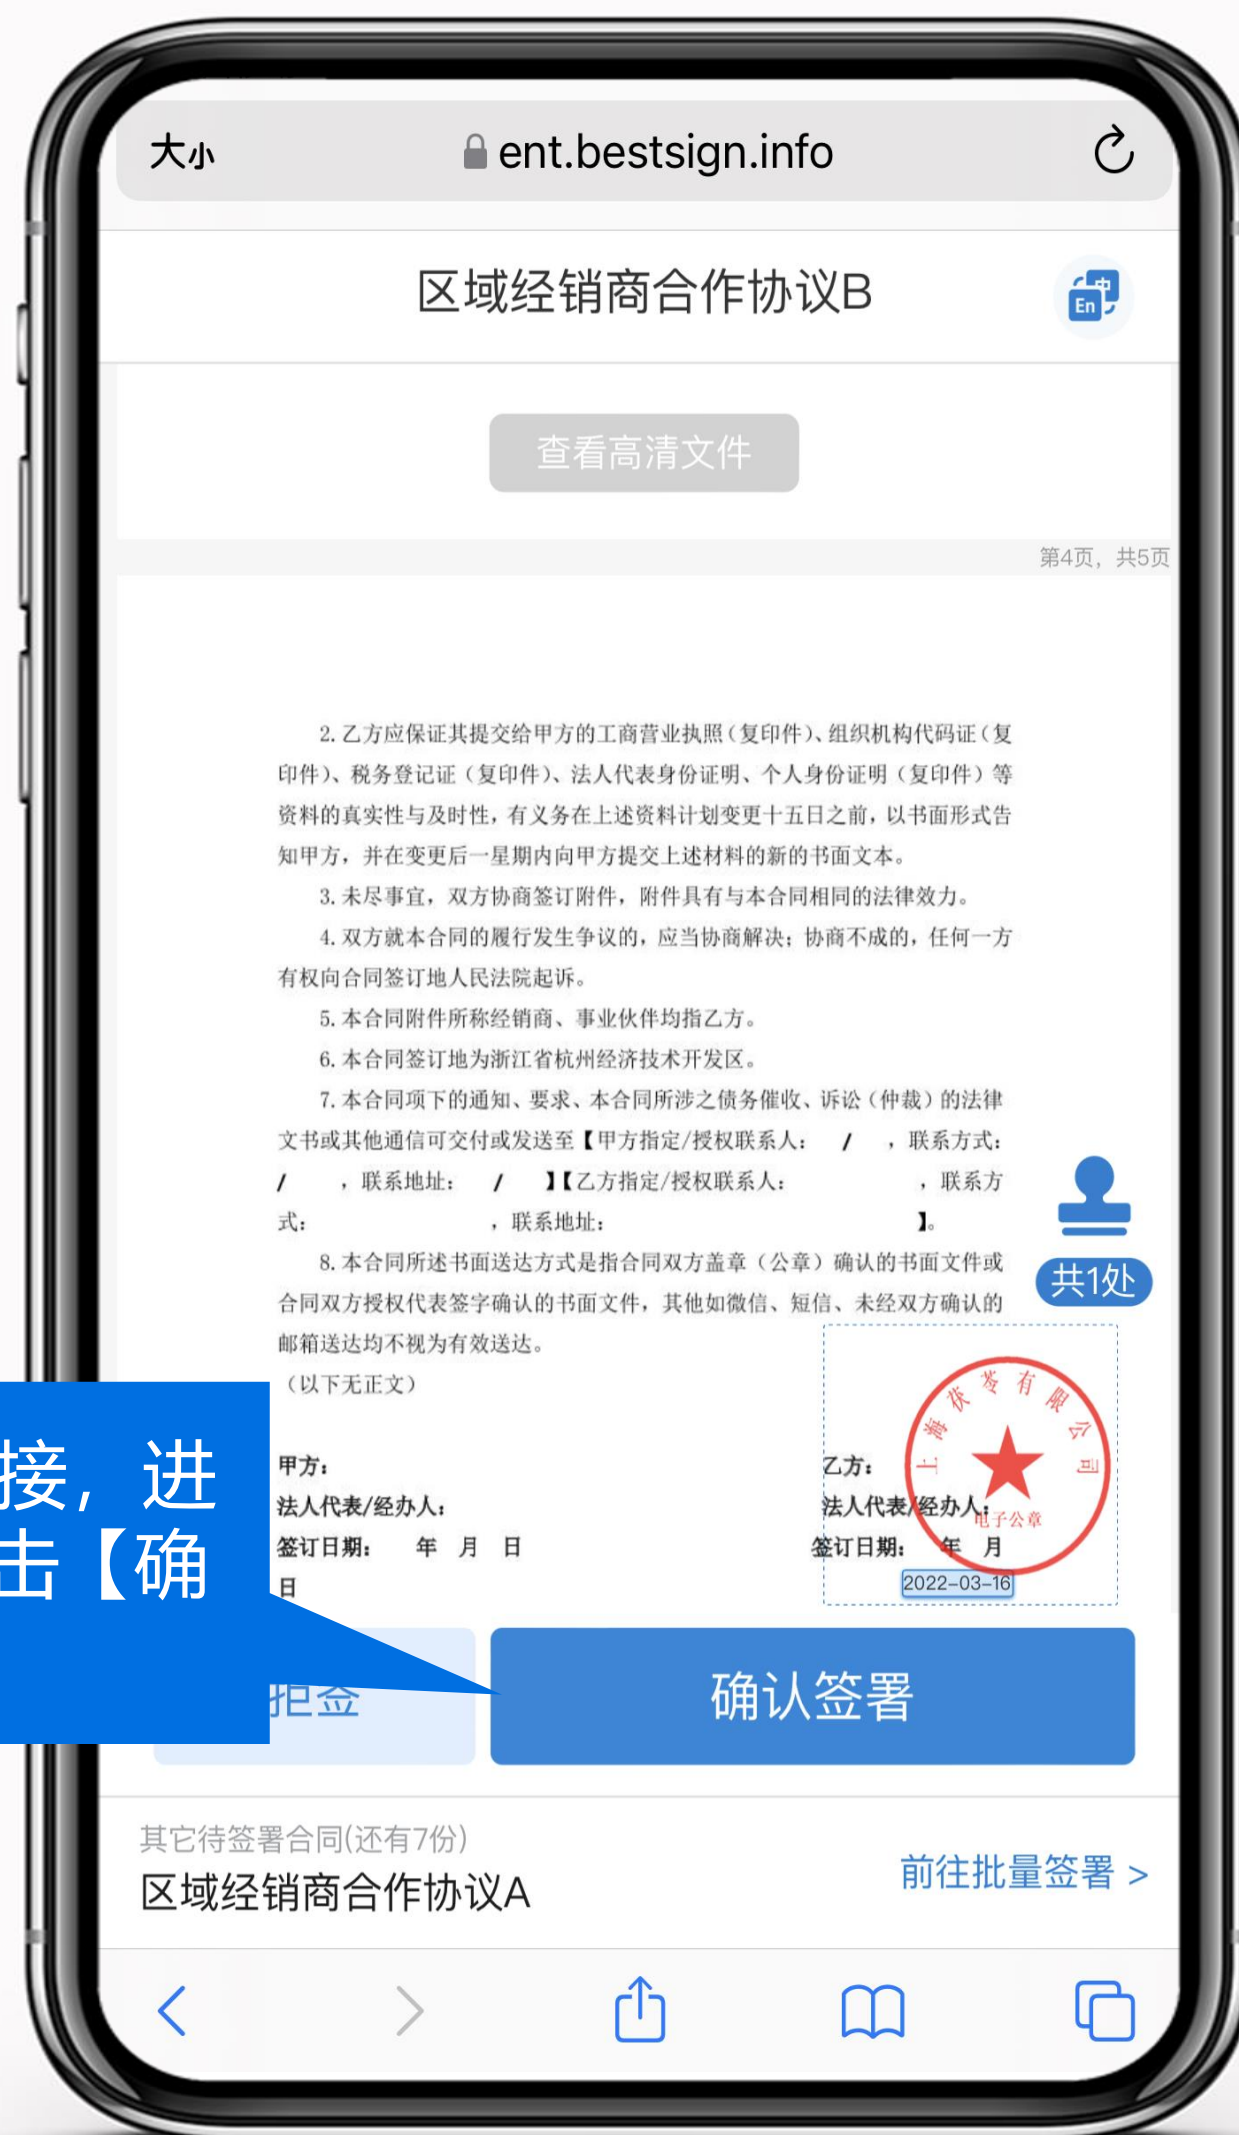 大小
ent.bestsign.info
区域经销商合作协议B
中
En
查看高清文件
第4页，共5页
2.乙方应保证其提交给甲方的工商营业执照（复印件）、组织机构代码证（复
印件）、税务登记证（复印件）、法人代表身份证明、个人身份证明（复印件）等
资料的真实性与及时性，有义务在上述资料计划变更十五日之前，以书面形式告
知甲方，并在变更后一星期内向甲方提交上述材料的新的书面文本。
3.未尽事宜，双方协商签订附件，附件具有与本合同相同的法律效力。
4.双方就本合同的履行发生争议的，应当协商解决；协商不成的，任何一方
有权向合同签订地人民法院起诉。
5.本合同附件所称经销商、事业伙伴均指乙方。
6.本合同签订地为浙江省杭州经济技术开发区。
7.本合同项下的通知、要求、本合同所涉之债务催收、诉讼（仲裁）的法律
文书或其他通信可交付或发送至【甲方指定/授权联系人： / ，联系方式：
/ ，联系地址： / 】【乙方指定/授权联系人： ，联系方
式： ，联系地址： 】。
8.本合同所述书面送达方式是指合同双方盖章（公章）确认的书面文件或
合同双方授权代表签字确认的书面文件，其他如微信、短信、未经双方确认的
邮箱送达均不视为有效送达。
（以下无正文）
共1处
上海茯苓有限公司
电子公章
甲方： 乙方：
法人代表/经办人： 法人代表/经办人：
签订日期： 年 月 日 签订日期： 年 月
日 2022-03-16
接，进
击【确
拒签
确认签署
其它待签署合同(还有7份)
区域经销商合作协议A
前往批量签署 >